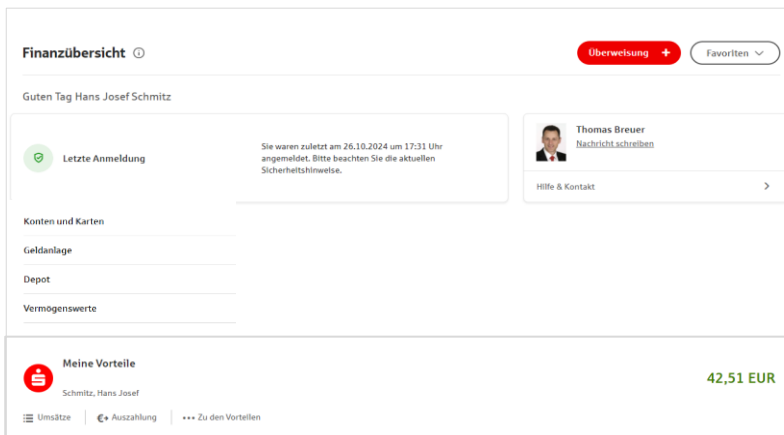 Finanzübersicht
Überweisung +
Favoriten
Guten Tag Hans Josef Schmitz
Letzte Anmeldung
Sie waren zuletzt am 26.10.2024 um 17:31 Uhr
angemeldet. Bitte beachten Sie die aktuellen
Sicherheitshinweise.
Thomas Breuer
Nachricht schreiben
Hilfe & Kontakt
Konten und Karten
Geldanlage
Depot
Vermögenswerte
Meine Vorteile
42,51 EUR
Schmitz, Hans Josef
Umsätze
Auszahlung
Zu den Vorteilen